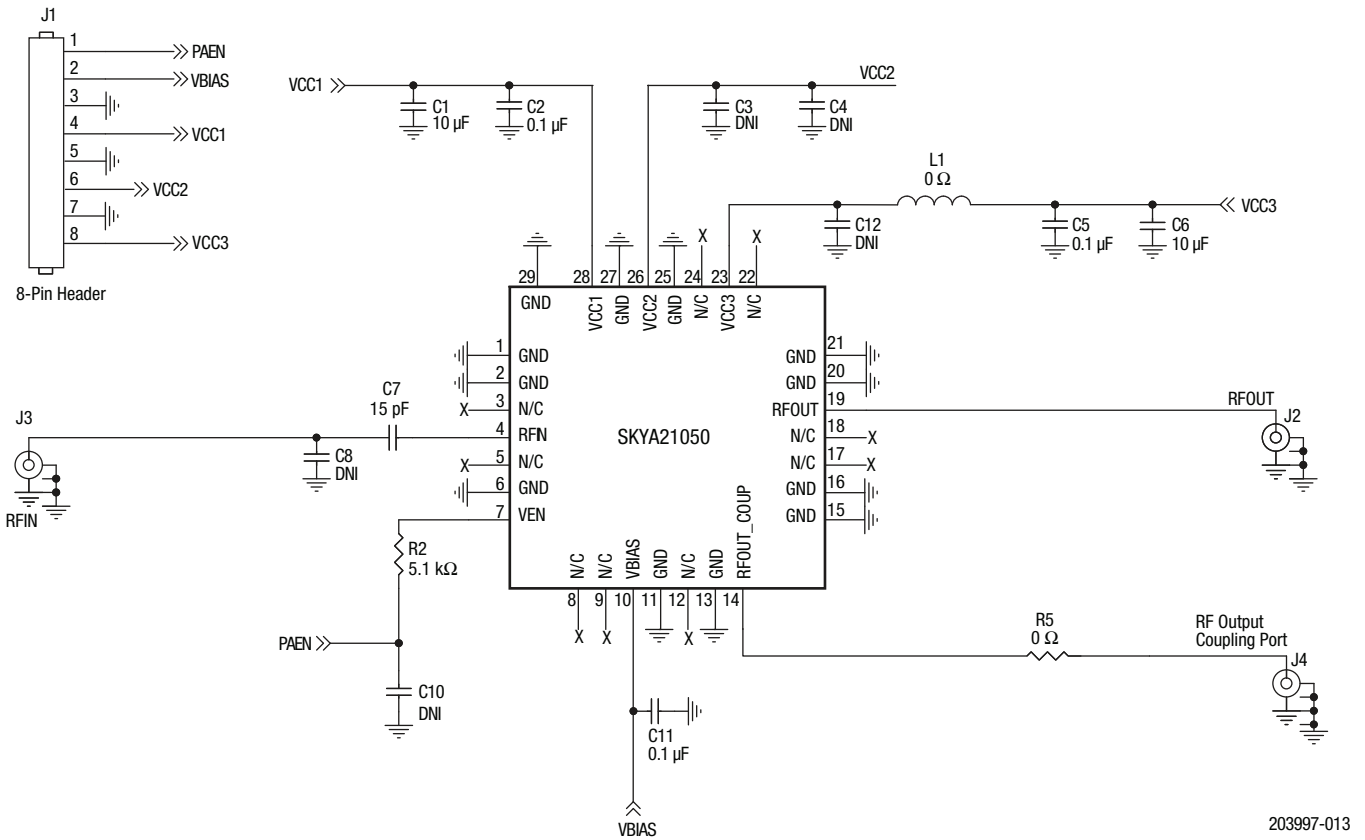 J1
1
PAEN
2
VBIAS
3
4
VCC1
5
6
VCC2
7
8
VCC3
8-Pin Header
VCC1
C1
10 µF
C2
0.1 µF
VCC2
C3
DNI
C4
DNI
L1
0 Ω
C12
DNI
C5
0.1 µF
C6
10 µF
VCC3
X
X
29
28
27
26
25
24
23
22
GND
VCC1
GND
VCC2
GND
N/C
VCC3
N/C
1
GND
2
GND
X
3
N/C
4
RFIN
X
5
N/C
6
GND
7
VEN
SKYA21050
21
GND
20
GND
19
RFOUT
18
N/C
X
17
N/C
X
16
GND
15
GND
J3
RFIN
C7
15 pF
C8
DNI
R2
5.1 kΩ
PAEN
C10
DNI
N/C
N/C
VBIAS
GND
N/C
GND
RFOUT_COUP
8
9
10
11
12
13
14
X
X
X
C11
0.1 µF
VBIAS
RFOUT
J2
R5
0 Ω
RF Output
Coupling Port
J4
203997-013